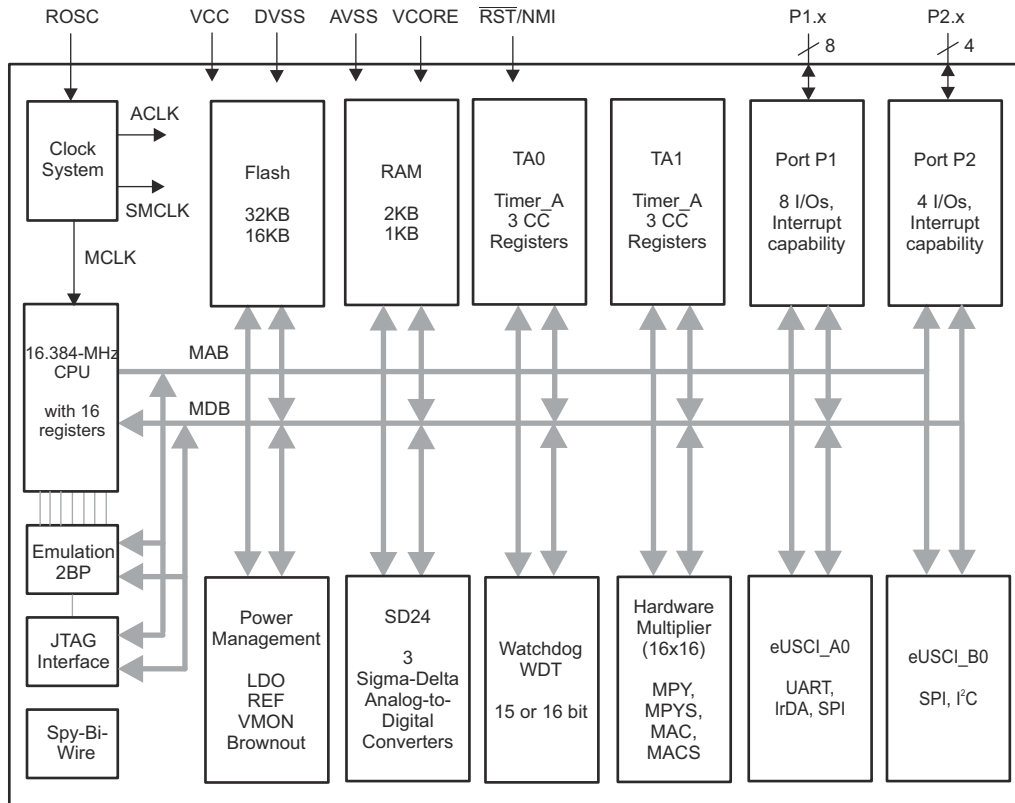 ROSC
VCC
DVSS
AVSS
VCORE
RST/NMI
P1.x
P2.x
8
4
Clock
System
ACLK
SMCLK
MCLK
Flash
32KB
16KB
RAM
2KB
1KB
TA0
Timer_A
3 CC
Registers
TA1
Timer_A
3 CC
Registers
Port P1
8 I/Os,
Interrupt
capability
Port P2
4 I/Os,
Interrupt
capability
16.384-MHz
CPU
with 16
registers
MAB
MDB
Emulation
2BP
JTAG
Interface
Spy-Bi-
Wire
Power
Management
LDO
REF
VMON
Brownout
SD24
3
Sigma-Delta
Analog-to-
Digital
Converters
Watchdog
WDT
15 or 16 bit
Hardware
Multiplier
(16x16)
MPY,
MPYS,
MAC,
MACS
eUSCI_A0
UART,
IrDA, SPI
eUSCI_B0
SPI, I²C